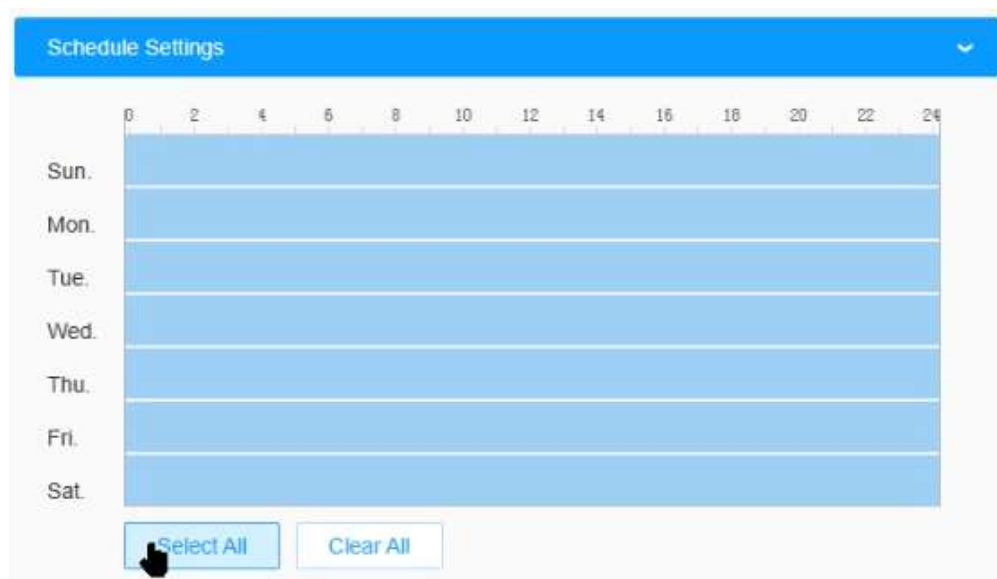 Schedule Settings
0 2 4 6 8 10 12 14 16 18 20 22 24
Sun.
Mon.
Tue.
Wed.
Thu.
Fri.
Sat.
Select All Clear All